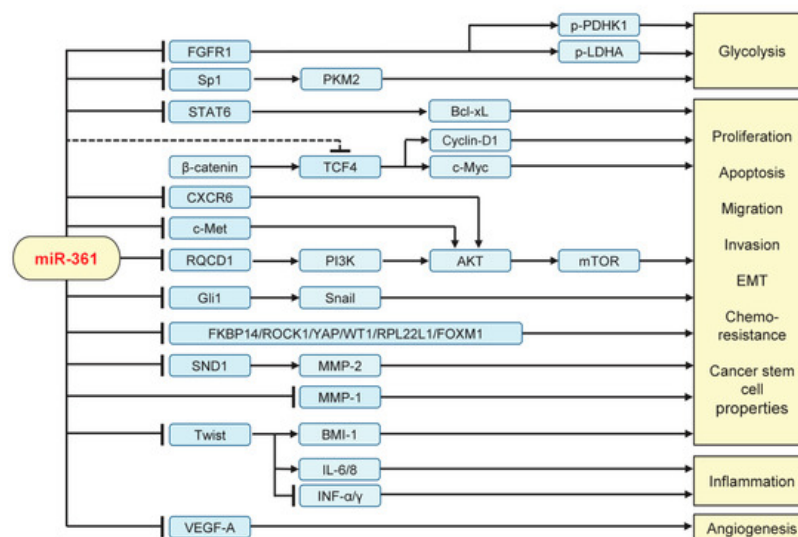 p-PDHK1
FGFR1
p-LDHA
Glycolysis
Sp1
PKM2
STAT6
Bcl-xL
Cyclin-D1
β-catenin
TCF4
c-Myc
CXCR6
c-Met
miR-361
RQCD1
PI3K
AKT
mTOR
Gli1
Snail
FKBP14/ROCK1/YAP/WT1/RPL22L1/FOXM1
SND1
MMP-2
MMP-1
Twist
BMI-1
Proliferation
Apoptosis
Migration
Invasion
EMT
Chemo-
resistance
Cancer stem
cell
properties
IL-6/8
INF-α/γ
Inflammation
VEGF-A
Angiogenesis